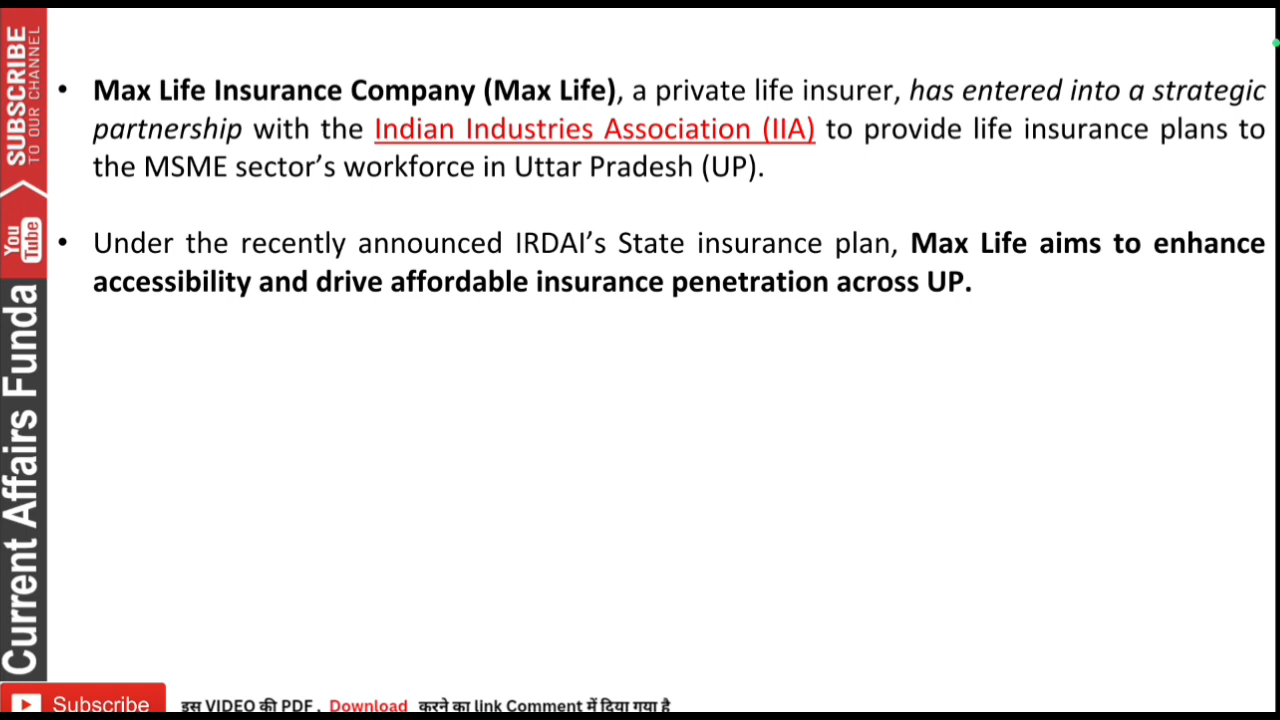 SUBSCRIBE
TO OUR CHANNEL
You
Tube
Current Affairs Funda
• Max Life Insurance Company (Max Life), a private life insurer, has entered into a strategic
partnership with the Indian Industries Association (IIA) to provide life insurance plans to
the MSME sector’s workforce in Uttar Pradesh (UP).
• Under the recently announced IRDAI’s State insurance plan, Max Life aims to enhance
accessibility and drive affordable insurance penetration across UP.
Subscribe
इस VIDEO की PDF , Download करने का link Comment में दिया गया है